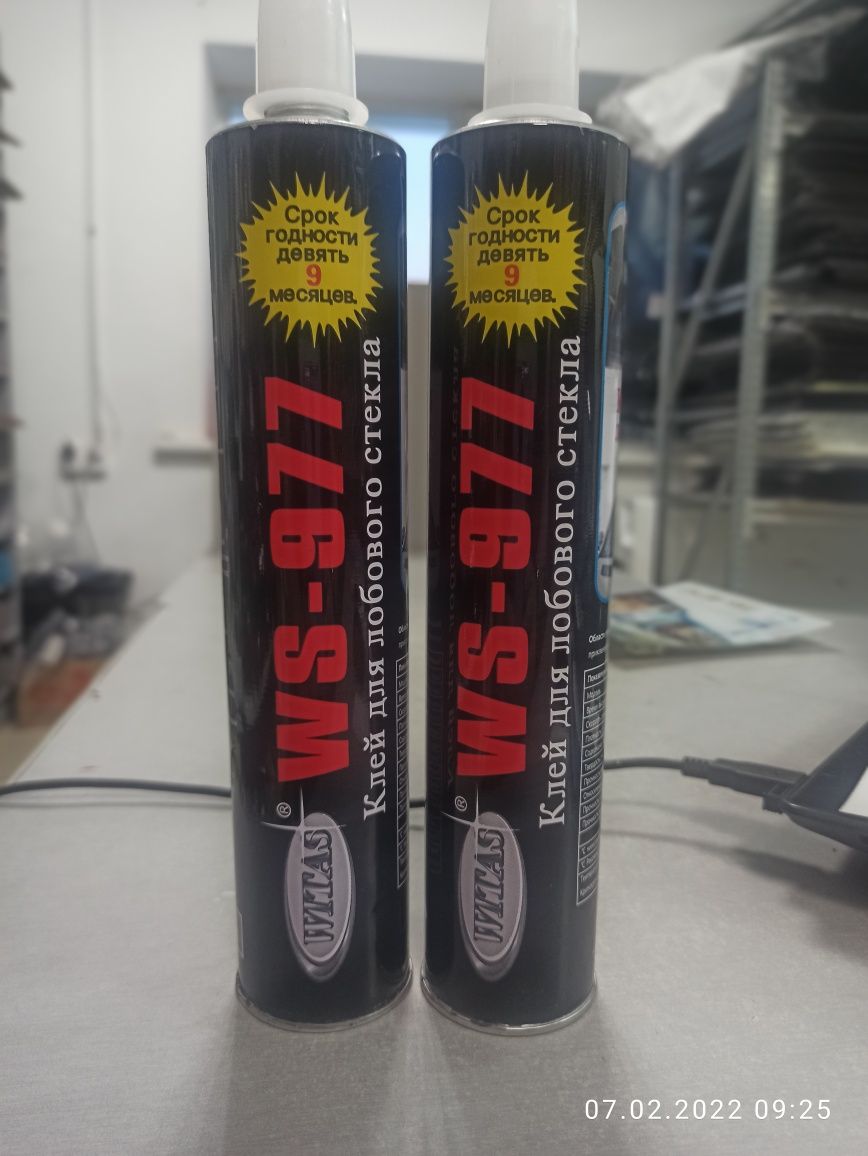 Срок
годности
девять
9
месяцев.
WS-977
Клей для лобового стекла
®
WITAS
Срок
годности
девять
9
месяцев.
WS-977
Клей для лобового стекла
®
WITAS
07.02.2022 09:25